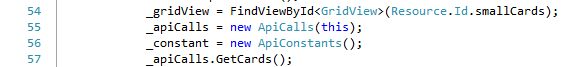 54 _gridView = FindViewById<GridView>(Resource.Id.smallCards);
55 _apiCalls = new ApiCalls(this);
56 _constant = new ApiConstants();
57 _apiCalls.GetCards();